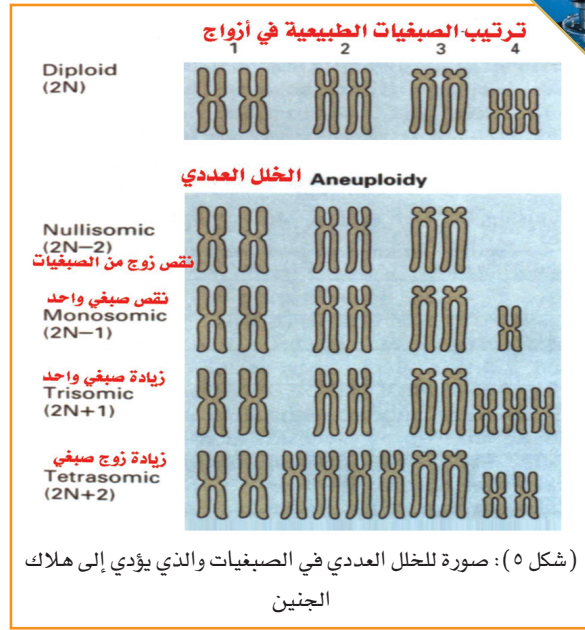 ترتيب الصبغيات الطبيعية في أزواج
1 2 3 4
Diploid
(2N)
الخلل العددي Aneuploidy
Nullisomic
(2N−2)
نقص زوج من الصبغيات
نقص صبغي واحد
Monosomic
(2N−1)
زيادة صبغي واحد
Trisomic
(2N+1)
زيادة زوج صبغي
Tetrasomic
(2N+2)
(شكل ٥): صورة للخلل العددي في الصبغيات والذي يؤدي إلى هلاك
الجنين